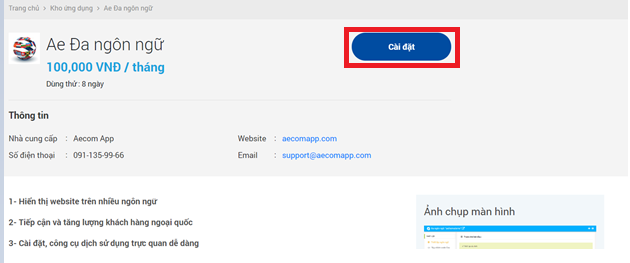 Trang chủ > Kho ứng dụng > Ae Đa ngôn ngữ
Ae Đa ngôn ngữ
Cài đặt
100,000 VNĐ / tháng
Dùng thử : 8 ngày
Thông tin
Nhà cung cấp : Aecom App Website : aecomapp.com
Số điện thoại : 091-135-99-66 Email : support@aecomapp.com
1- Hiển thị website trên nhiều ngôn ngữ
Ảnh chụp màn hình
2- Tiếp cận và tăng lượng khách hàng ngoại quốc
3- Cài đặt, công cụ dịch sử dụng trực quan dễ dàng